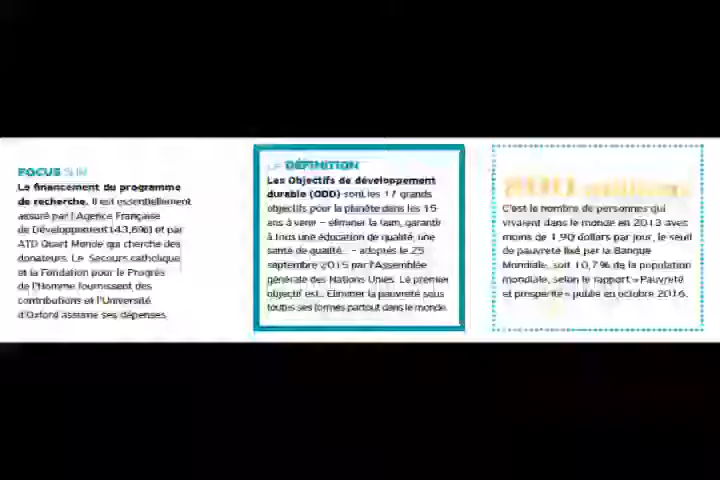 FOCUS SUR
Le financement du programme
de recherche. Il est essentiellement
assuré par l'Agence Française
de Développement (43,6%) et par
ATD Quart Monde qui cherche des
donateurs. Le Secours catholique
et la Fondation pour le Progrès
de l'Homme fournissent des
contributions et l'Université
d'Oxford assume ses dépenses.
LA DÉFINITION
Les Objectifs de développement
durable (ODD) sont les 17 grands
objectifs pour la planète dans les 15
ans à venir – éliminer la faim, garantir
à tous une éducation de qualité, une
santé de qualité... – adoptés le 25
septembre 2015 par l'Assemblée
générale des Nations Unies. Le premier
objectif est... Éliminer la pauvreté sous
toutes ses formes partout dans le monde.
millions
C'est le nombre de personnes qui
vivaient dans le monde en 2013 avec
moins de 1,90 dollars par jour, le seuil
de pauvreté fixé par la Banque
Mondiale, soit 10,7% de la population
mondiale, selon le rapport «Pauvreté
et prospérité» publié en octobre 2016.